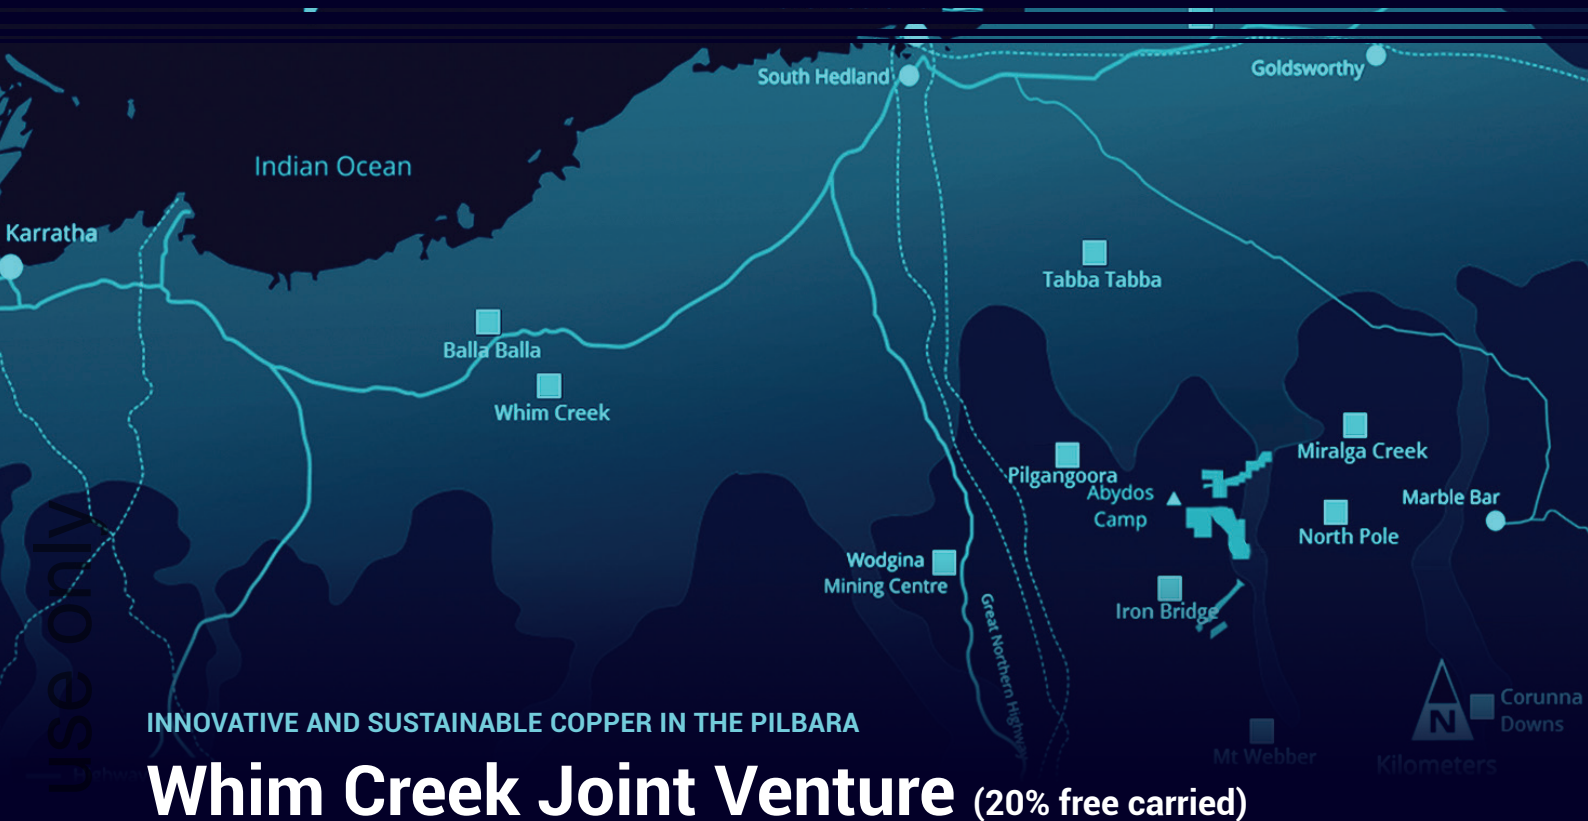 South Hedland
Goldsworthy
Indian Ocean
Karratha
Tabba Tabba
Balla Balla
Whim Creek
Miralga Creek
Pilgangoora
Abydos
Camp
Marble Bar
North Pole
Wodgina
Mining Centre
Iron Bridge
Great Northern Highway
use only
Corunna
Downs
N
Mt Webber
Kilometers
Highway
INNOVATIVE AND SUSTAINABLE COPPER IN THE PILBARA
Whim Creek Joint Venture (20% free carried)